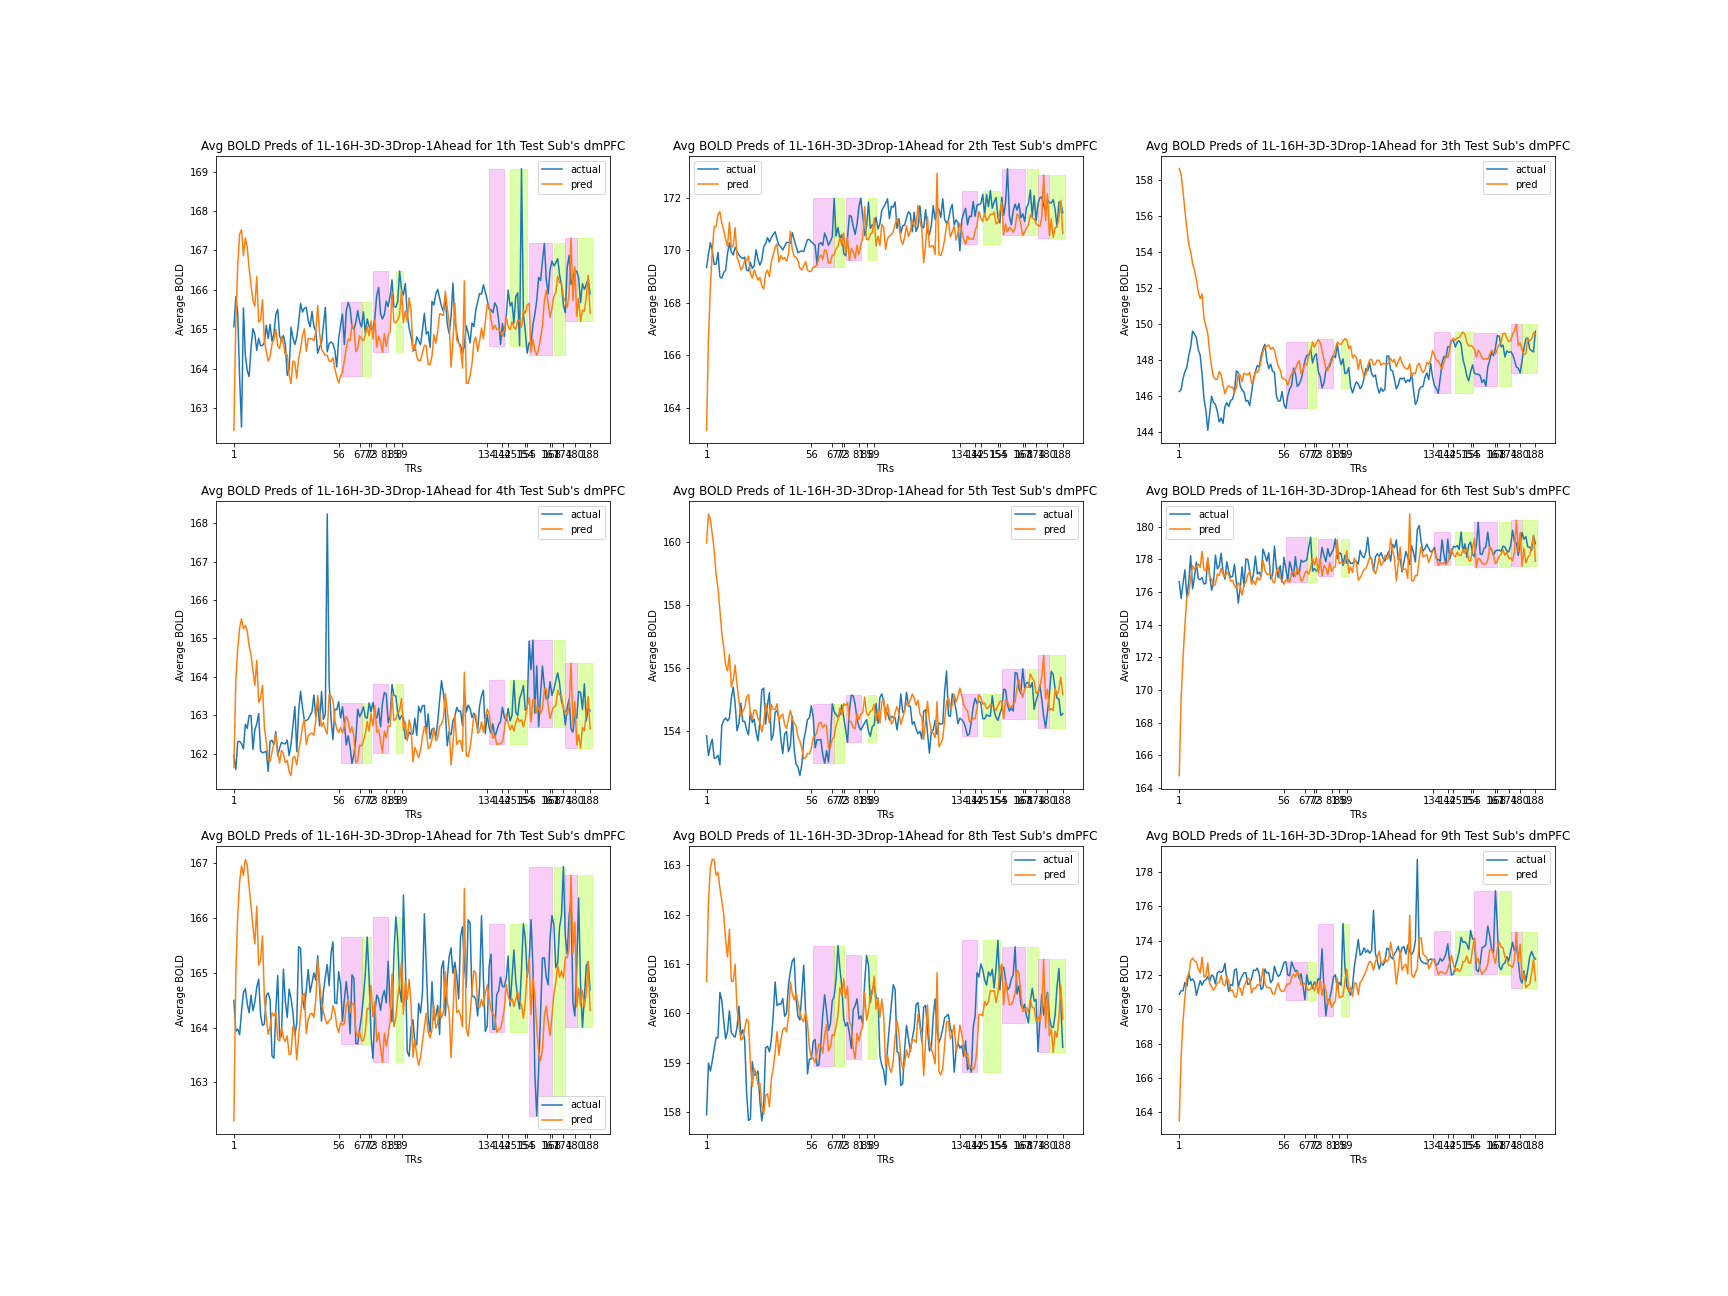 Avg BOLD Preds of 1L-16H-3D-3Drop-1Ahead for 1th Test Sub's dmPFC
Avg BOLD Preds of 1L-16H-3D-3Drop-1Ahead for 2th Test Sub's dmPFC
Avg BOLD Preds of 1L-16H-3D-3Drop-1Ahead for 3th Test Sub's dmPFC
actual
pred
actual
pred
actual
pred
Average BOLD
169
168
167
166
165
164
163
Average BOLD
172
170
168
166
164
Average BOLD
158
156
154
152
150
148
146
144
1 56 134 188
TRs
1 56 134 188
TRs
1 56 134 188
TRs
Avg BOLD Preds of 1L-16H-3D-3Drop-1Ahead for 4th Test Sub's dmPFC
Avg BOLD Preds of 1L-16H-3D-3Drop-1Ahead for 5th Test Sub's dmPFC
Avg BOLD Preds of 1L-16H-3D-3Drop-1Ahead for 6th Test Sub's dmPFC
actual
pred
actual
pred
actual
pred
Average BOLD
168
167
166
165
164
163
162
Average BOLD
160
158
156
154
Average BOLD
180
178
176
174
172
170
168
166
164
1 56 134 188
TRs
1 56 134 188
TRs
1 56 134 188
TRs
Avg BOLD Preds of 1L-16H-3D-3Drop-1Ahead for 7th Test Sub's dmPFC
Avg BOLD Preds of 1L-16H-3D-3Drop-1Ahead for 8th Test Sub's dmPFC
Avg BOLD Preds of 1L-16H-3D-3Drop-1Ahead for 9th Test Sub's dmPFC
actual
pred
actual
pred
actual
pred
Average BOLD
167
166
165
164
163
Average BOLD
163
162
161
160
159
158
Average BOLD
178
176
174
172
170
168
166
164
1 56 134 188
TRs
1 56 134 188
TRs
1 56 134 188
TRs